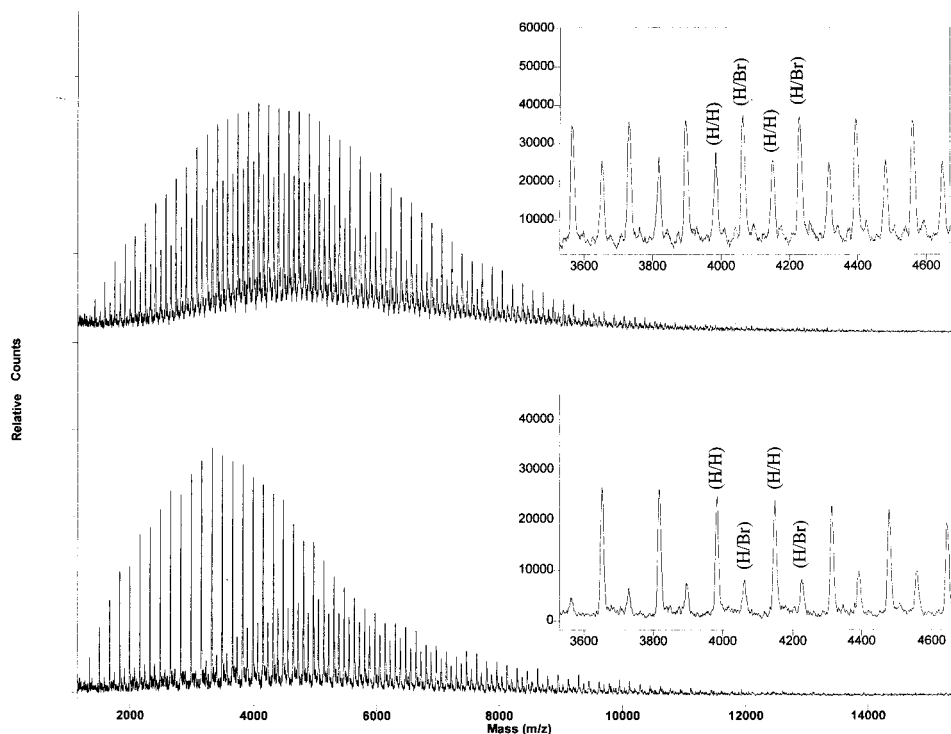 60000
50000
40000
30000
20000
10000
(H/H)
(H/Br)
(H/H)
(H/Br)
3600 3800 4000 4200 4400 4600
Relative Counts
40000
30000
20000
10000
0
(H/H)
(H/Br)
(H/H)
(H/Br)
3600 3800 4000 4200 4400 4600
2000 4000 6000 8000 10000 12000 14000
Mass (m/z)